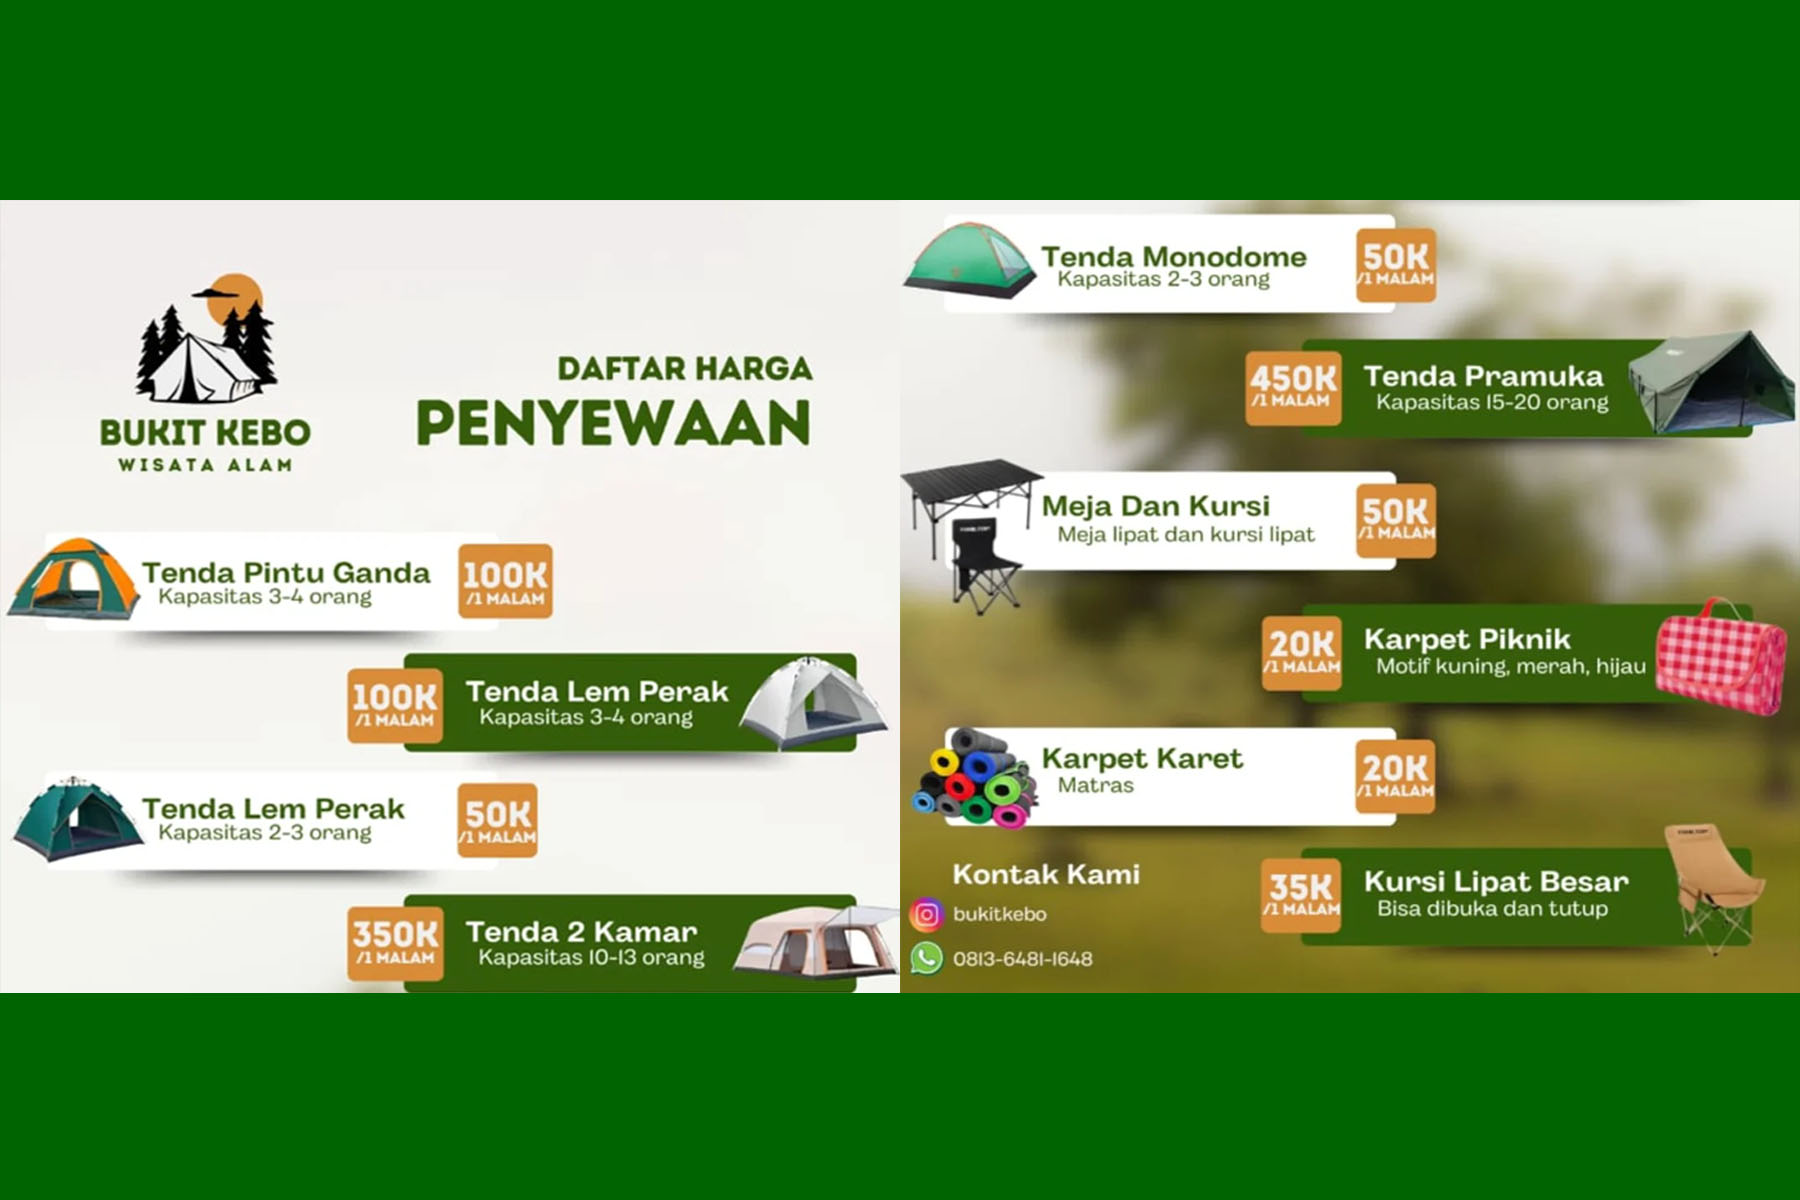 BUKIT KEBO
WISATA ALAM
DAFTAR HARGA
PENYEWAAN
Tenda Pintu Ganda
Kapasitas 3-4 orang
100K
/1 MALAM
100K
/1 MALAM
Tenda Lem Perak
Kapasitas 3-4 orang
Tenda Lem Perak
Kapasitas 2-3 orang
50K
/1 MALAM
350K
/1 MALAM
Tenda 2 Kamar
Kapasitas 10-13 orang
Tenda Monodome
Kapasitas 2-3 orang
50K
/1 MALAM
450K
/1 MALAM
Tenda Pramuka
Kapasitas 15-20 orang
Meja Dan Kursi
Meja lipat dan kursi lipat
50K
/1 MALAM
20K
/1 MALAM
Karpet Piknik
Motif kuning, merah, hijau
Karpet Karet
Matras
20K
/1 MALAM
35K
/1 MALAM
Kursi Lipat Besar
Bisa dibuka dan tutup
Kontak Kami
bukitkebo
0813-6481-1648